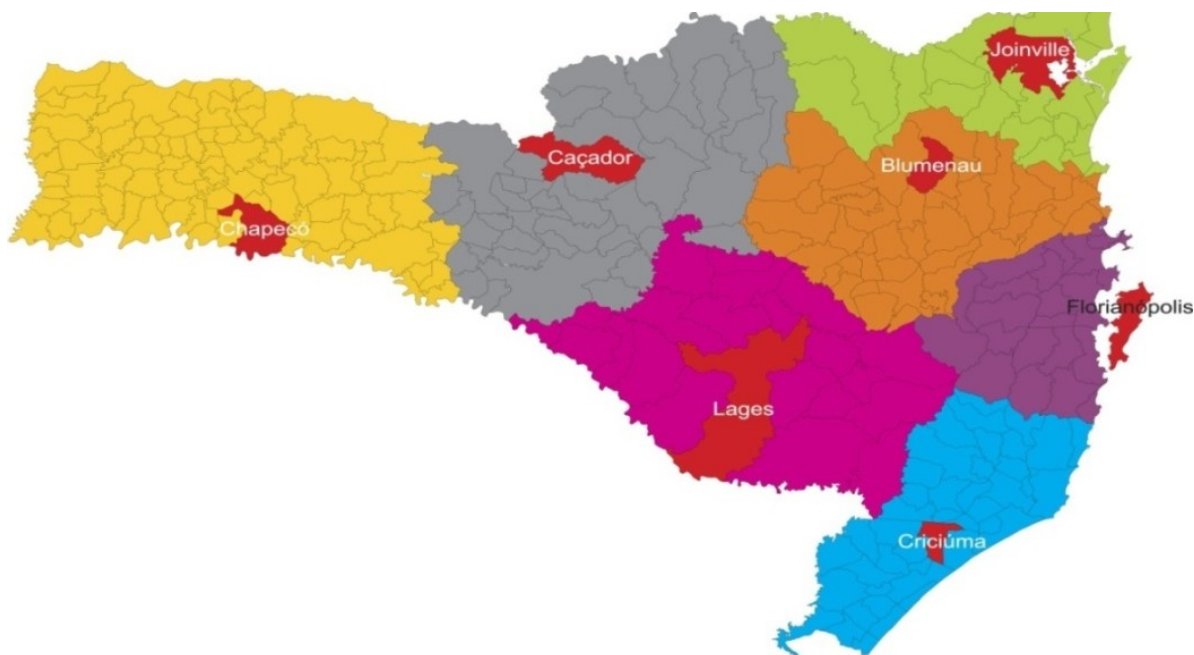 Joinville
Caçador
Blumenau
Chapecó
Florianópolis
Lages
Criciúma